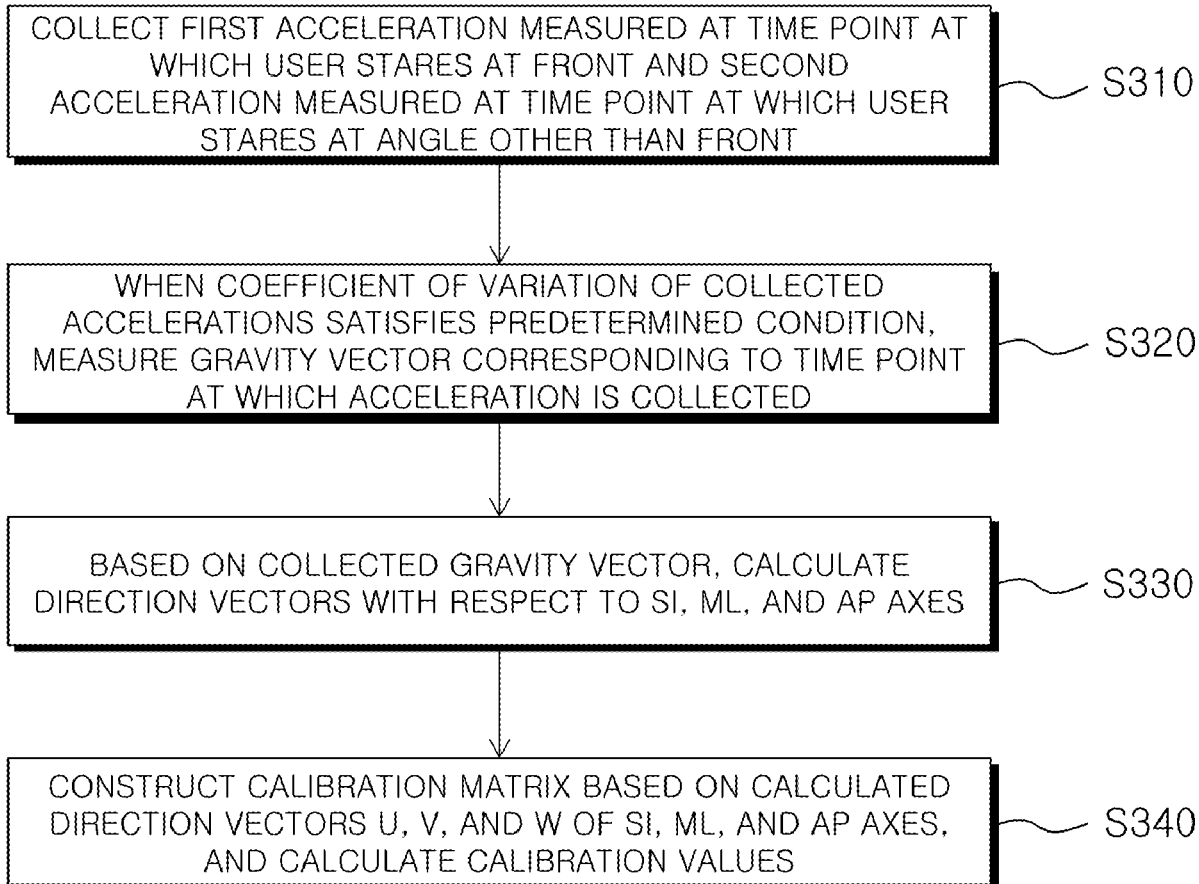 COLLECT FIRST ACCELERATION MEASURED AT TIME POINT AT
WHICH USER STARES AT FRONT AND SECOND
ACCELERATION MEASURED AT TIME POINT AT WHICH USER
STARES AT ANGLE OTHER THAN FRONT
S310
WHEN COEFFICIENT OF VARIATION OF COLLECTED
ACCELERATIONS SATISFIES PREDETERMINED CONDITION,
MEASURE GRAVITY VECTOR CORRESPONDING TO TIME POINT
AT WHICH ACCELERATION IS COLLECTED
S320
BASED ON COLLECTED GRAVITY VECTOR, CALCULATE
DIRECTION VECTORS WITH RESPECT TO SI, ML, AND AP AXES
S330
CONSTRUCT CALIBRATION MATRIX BASED ON CALCULATED
DIRECTION VECTORS U, V, AND W OF SI, ML, AND AP AXES,
AND CALCULATE CALIBRATION VALUES
S340